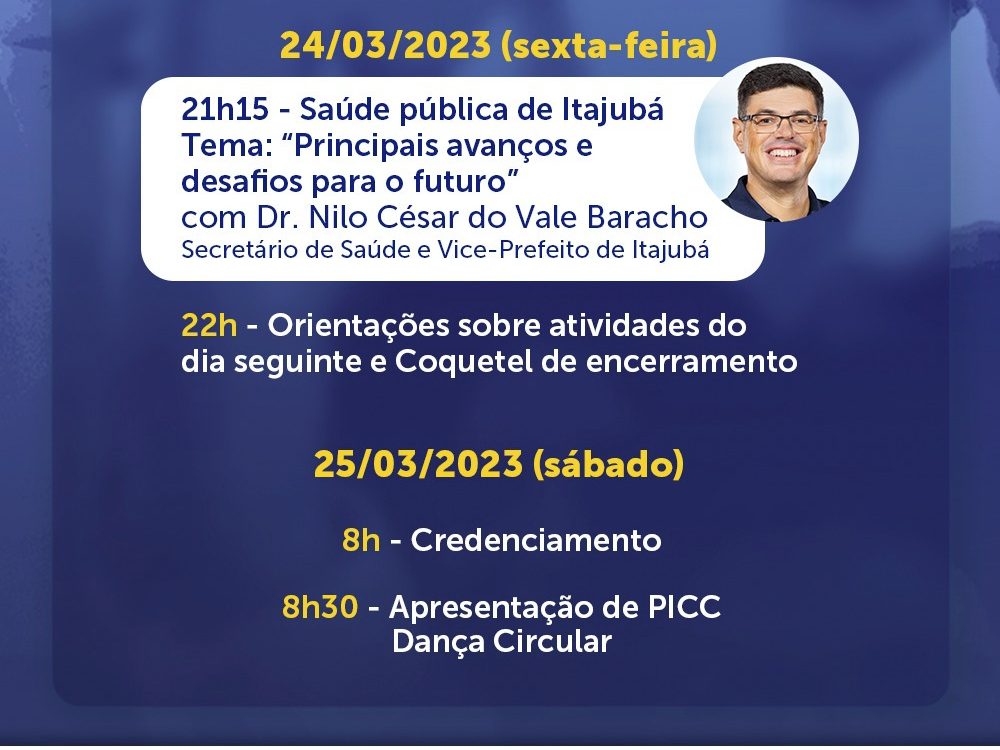 24/03/2023 (sexta-feira)
21h15 - Saúde pública de Itajubá
Tema: “Principais avanços e
desafios para o futuro”
com Dr. Nilo César do Vale Baracho
Secretário de Saúde e Vice-Prefeito de Itajubá
22h - Orientações sobre atividades do
dia seguinte e Coquetel de encerramento
25/03/2023 (sábado)
8h - Credenciamento
8h30 - Apresentação de PICC
Dança Circular